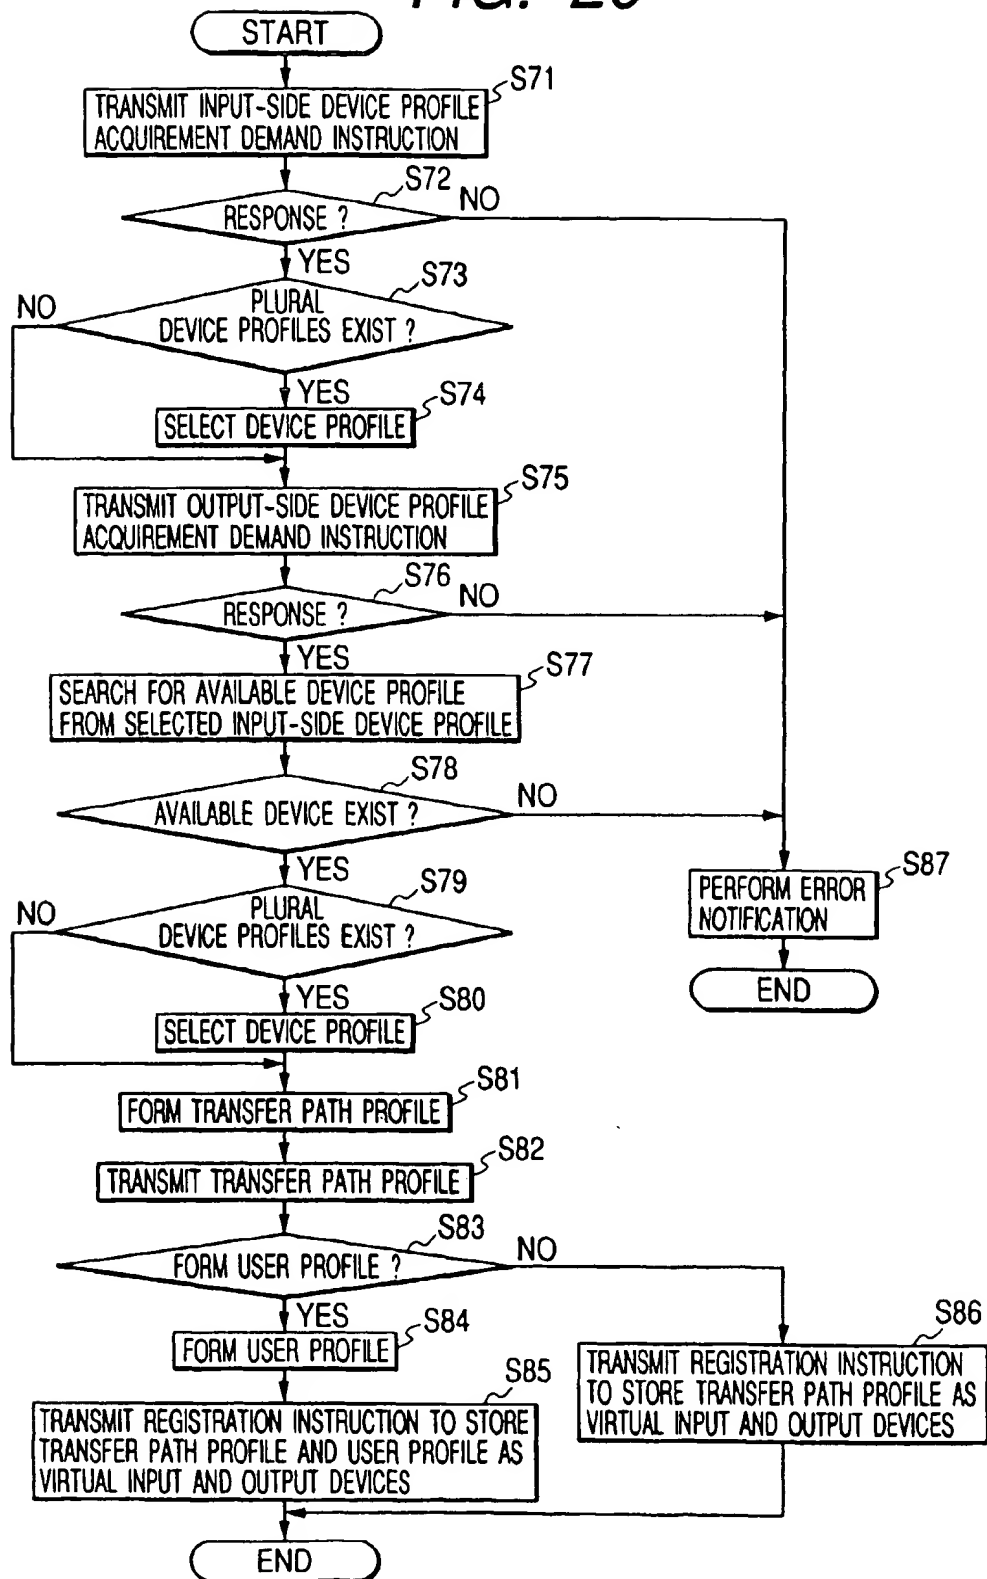 START
S71
TRANSMIT INPUT-SIDE DEVICE PROFILE
ACQUIREMENT DEMAND INSTRUCTION
S72
RESPONSE ?
NO
YES
S73
PLURAL
DEVICE PROFILES EXIST ?
NO
YES
S74
SELECT DEVICE PROFILE
S75
TRANSMIT OUTPUT-SIDE DEVICE PROFILE
ACQUIREMENT DEMAND INSTRUCTION
S76
RESPONSE ?
NO
YES
S77
SEARCH FOR AVAILABLE DEVICE PROFILE
FROM SELECTED INPUT-SIDE DEVICE PROFILE
S78
AVAILABLE DEVICE EXIST ?
NO
YES
S79
PLURAL
DEVICE PROFILES EXIST ?
NO
YES
S80
SELECT DEVICE PROFILE
S87
PERFORM ERROR
NOTIFICATION
END
S81
FORM TRANSFER PATH PROFILE
S82
TRANSMIT TRANSFER PATH PROFILE
S83
FORM USER PROFILE ?
NO
YES
S84
FORM USER PROFILE
S85
TRANSMIT REGISTRATION INSTRUCTION TO STORE
TRANSFER PATH PROFILE AND USER PROFILE AS
VIRTUAL INPUT AND OUTPUT DEVICES
S86
TRANSMIT REGISTRATION INSTRUCTION
TO STORE TRANSFER PATH PROFILE AS
VIRTUAL INPUT AND OUTPUT DEVICES
END